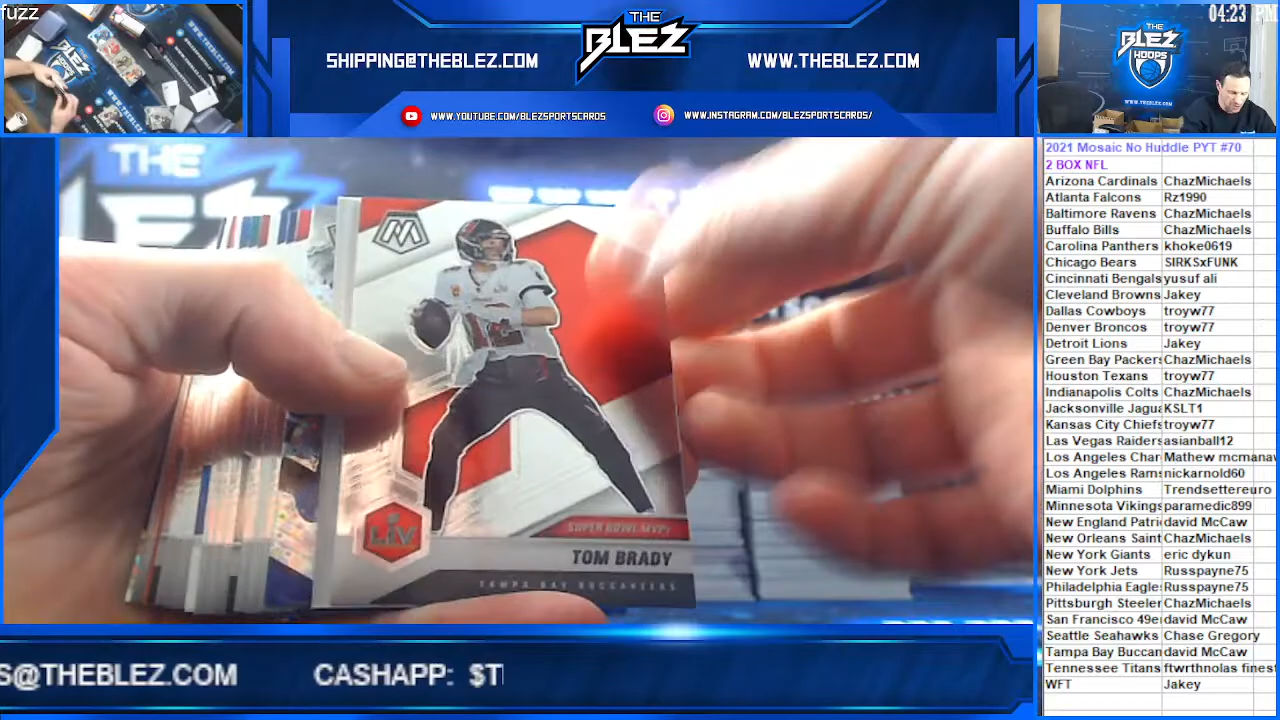 fuzz
THE
BLEZ
SHIPPING@THEBLEZ.COM
WWW.THEBLEZ.COM
WWW.YOUTUBE.COM/BLEZSPORTSCARDS
WWW.INSTAGRAM.COM/BLEZSPORTSCARDS/
04:23 PM
THE
BLEZ
HOOPS
WWW.THEBLEZ.COM
THE
M
LIV
SUPER BOWL MVPs
TOM BRADY
TAMPA BAY BUCCANEERS
S@THEBLEZ.COM CASHAPP: $T
2021 Mosaic No Huddle PYT #70
2 BOX NFL
Arizona Cardinals ChazMichaels
Atlanta Falcons Rz1990
Baltimore Ravens ChazMichaels
Buffalo Bills ChazMichaels
Carolina Panthers khoke0619
Chicago Bears SIRKSxFUNK
Cincinnati Bengals yusuf ali
Cleveland Browns Jakey
Dallas Cowboys troyw77
Denver Broncos troyw77
Detroit Lions Jakey
Green Bay Packers ChazMichaels
Houston Texans troyw77
Indianapolis Colts ChazMichaels
Jacksonville Jagua KSLT1
Kansas City Chiefs troyw77
Las Vegas Raiders asianball12
Los Angeles Char Mathew mcmanaw
Los Angeles Rams nickarnold60
Miami Dolphins Trendsettereuro
Minnesota Vikings paramedic899
New England Patri david McCaw
New Orleans Saint ChazMichaels
New York Giants eric dykun
New York Jets Russpayne75
Philadelphia Eagle Russpayne75
Pittsburgh Steeler ChazMichaels
San Francisco 49e david McCaw
Seattle Seahawks Chase Gregory
Tampa Bay Buccan david McCaw
Tennessee Titans ftwrthnolas finest
WFT Jakey